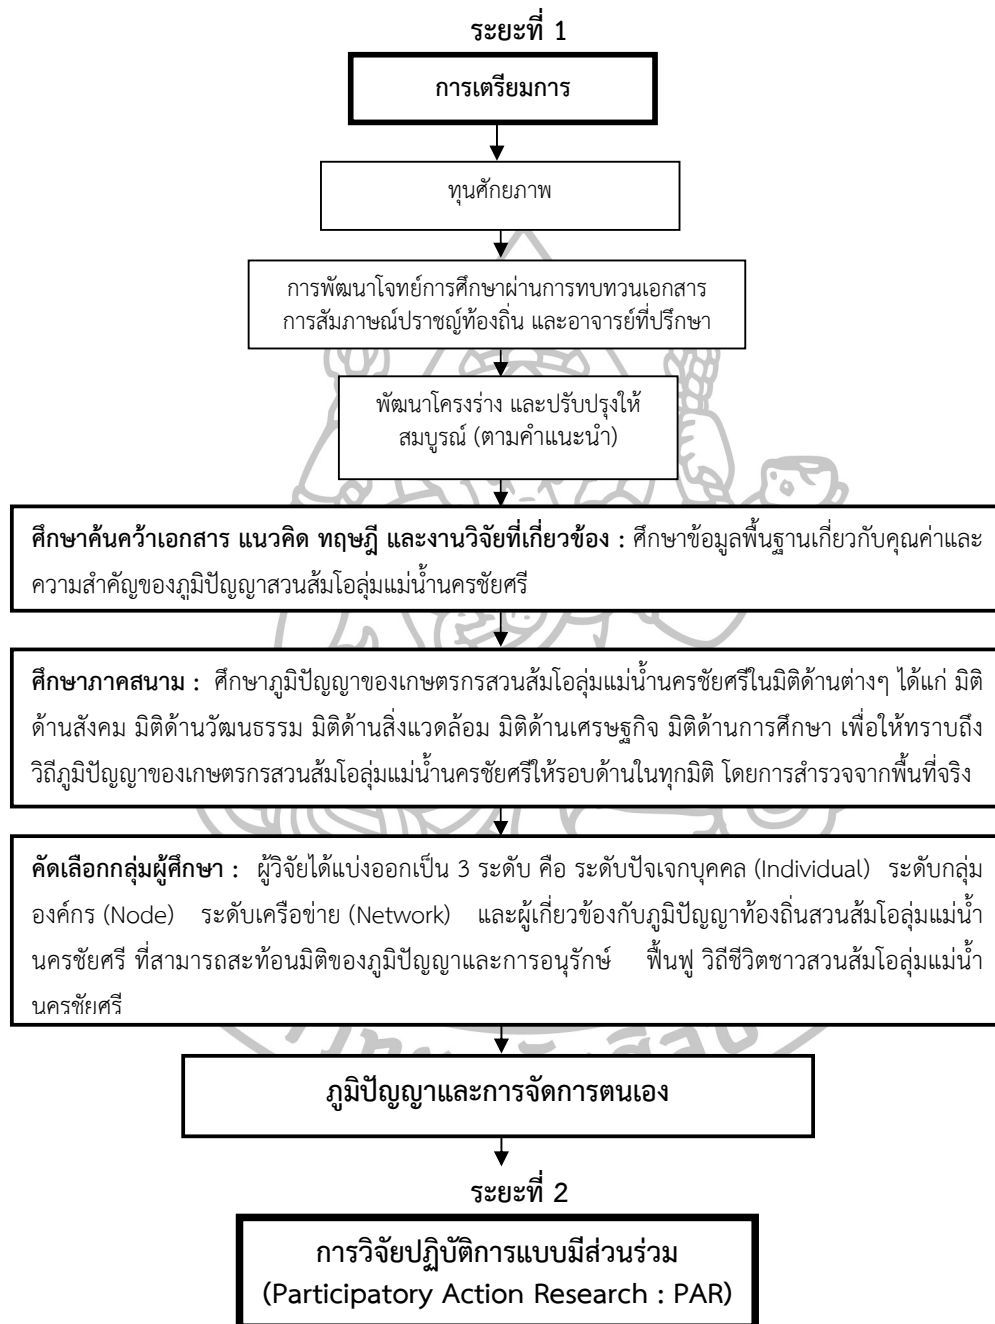 ระยะที่ 1
การเตรียมการ
ทุนศักยภาพ
การพัฒนาโจทย์การศึกษาผ่านการทบทวนเอกสาร
การสัมภาษณ์ปราชญ์ท้องถิ่น และอาจารย์ที่ปรึกษา
พัฒนาโครงร่าง และปรับปรุงให้
สมบูรณ์ (ตามคำแนะนำ)
ศึกษาค้นคว้าเอกสาร แนวคิด ทฤษฎี และงานวิจัยที่เกี่ยวข้อง : ศึกษาข้อมูลพื้นฐานเกี่ยวกับคุณค่าและ
ความสำคัญของภูมิปัญญาสวนส้มโอลุ่มแม่น้ำนครชัยศรี
ศึกษาภาคสนาม : ศึกษาภูมิปัญญาของเกษตรกรสวนส้มโอลุ่มแม่น้ำนครชัยศรีในมิติด้านต่างๆ ได้แก่ มิติ
ด้านสังคม มิติด้านวัฒนธรรม มิติด้านสิ่งแวดล้อม มิติด้านเศรษฐกิจ มิติด้านการศึกษา เพื่อให้ทราบถึง
วิถีภูมิปัญญาของเกษตรกรสวนส้มโอลุ่มแม่น้ำนครชัยศรีให้รอบด้านในทุกมิติ โดยการสำรวจจากพื้นที่จริง
คัดเลือกกลุ่มผู้ศึกษา : ผู้วิจัยได้แบ่งออกเป็น 3 ระดับ คือ ระดับปัจเจกบุคคล (Individual) ระดับกลุ่ม
องค์กร (Node) ระดับเครือข่าย (Network) และผู้เกี่ยวข้องกับภูมิปัญญาท้องถิ่นสวนส้มโอลุ่มแม่น้ำ
นครชัยศรี ที่สามารถสะท้อนมิติของภูมิปัญญาและการอนุรักษ์ ฟื้นฟู วิถีชีวิตชาวสวนส้มโอลุ่มแม่น้ำ
นครชัยศรี
ภูมิปัญญาและการจัดการตนเอง
ระยะที่ 2
การวิจัยปฏิบัติการแบบมีส่วนร่วม
(Participatory Action Research : PAR)